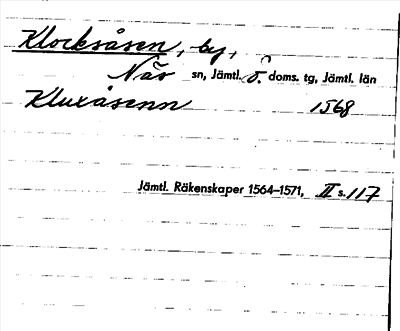 Klocksåsen, by,
Näs sn, Jämtl. ö. doms. tg, Jämtl. län
Kluxåsenn 1568
Jämtl. Räkenskaper 1564–1571, II s. 117